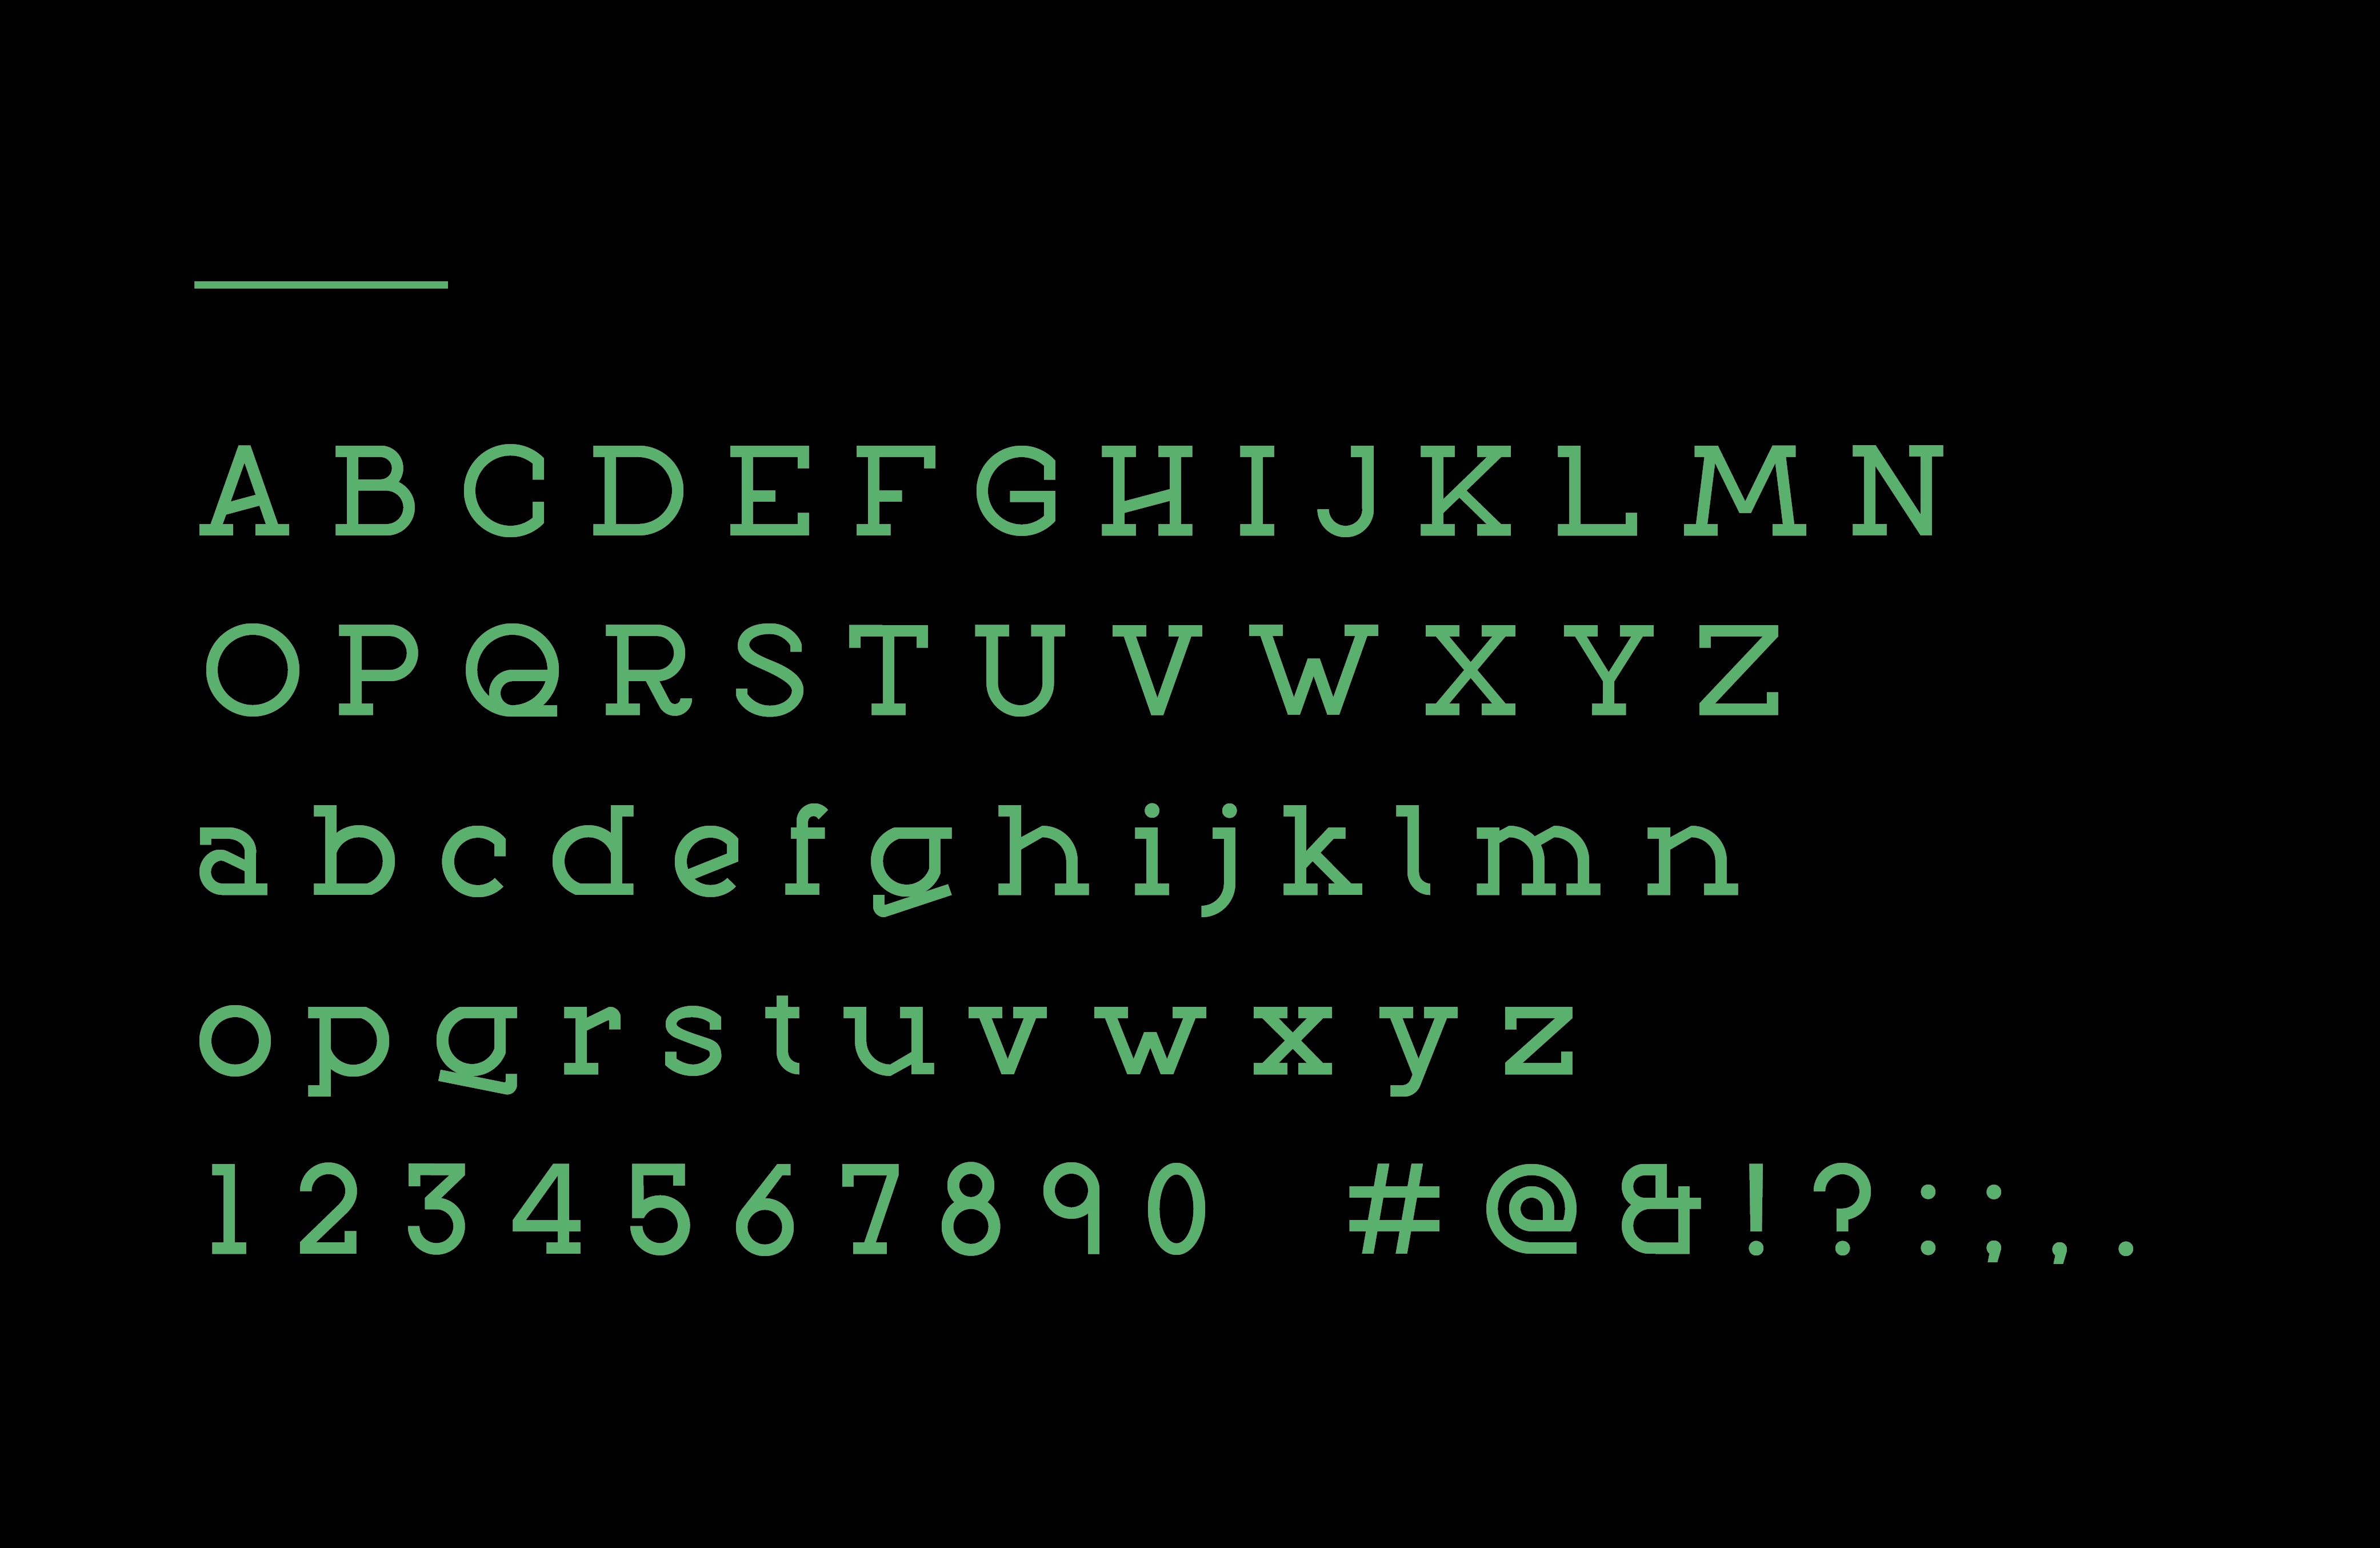 A B C D E F G H I J K L M N
O P Q R S T U V W X Y Z
a b c d e f g h i j k l m n
o p q r s t u v w x y z
1 2 3 4 5 6 7 8 9 0 # @ & ! ? : ; , .